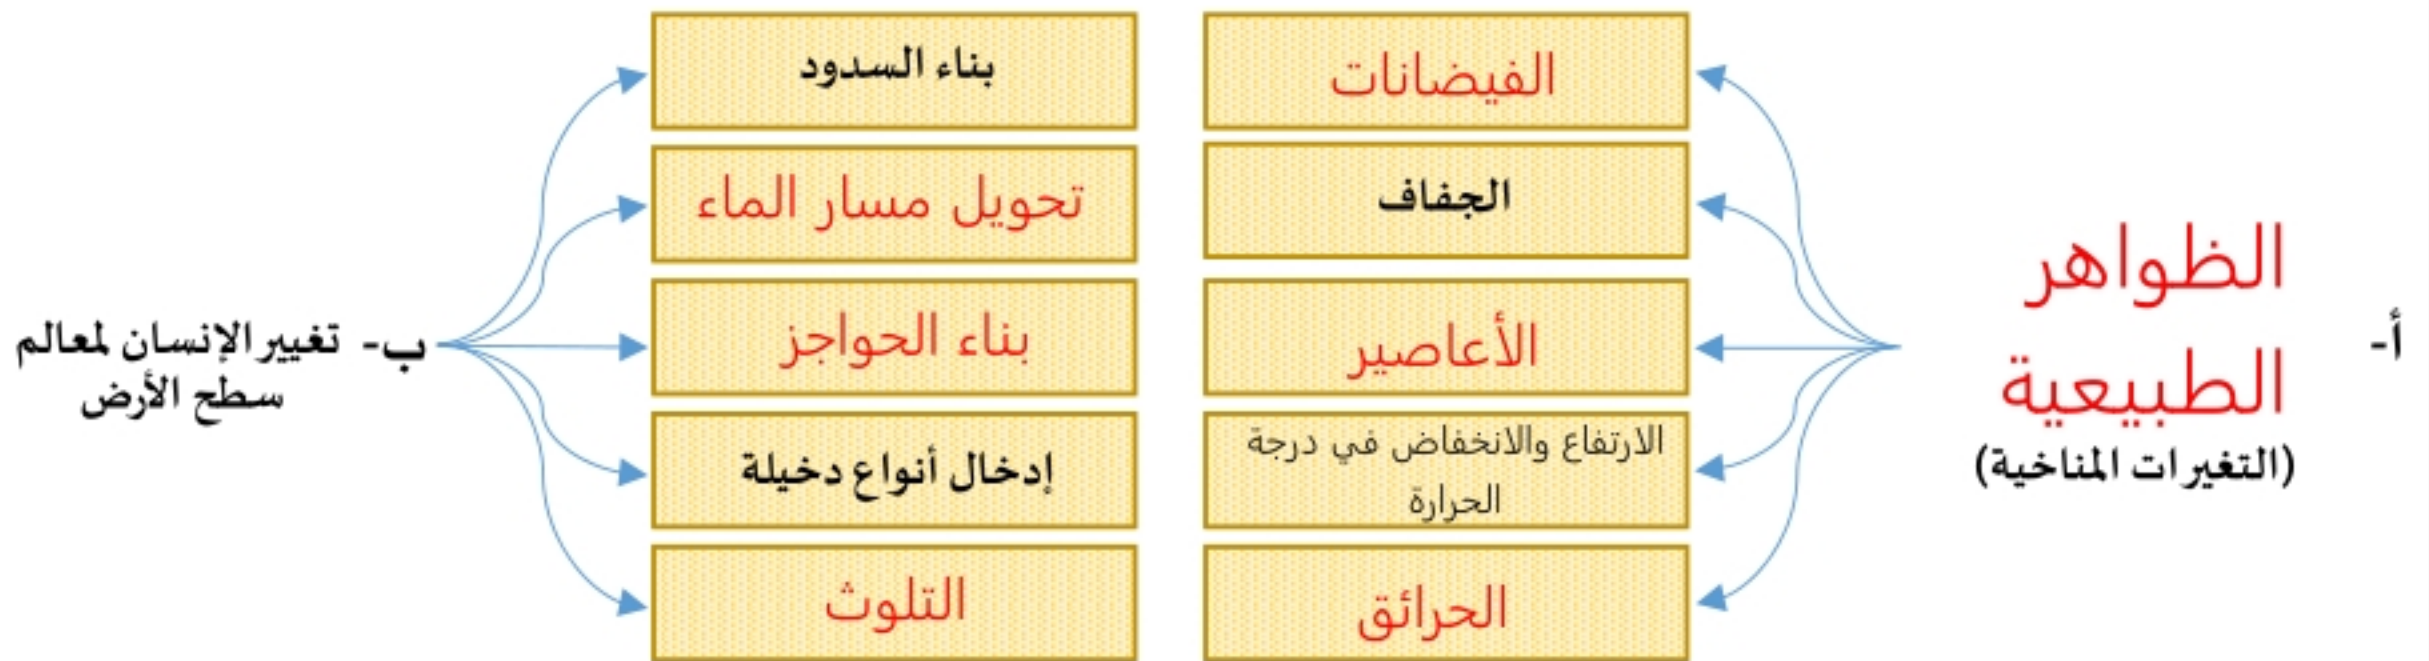 أ-
الظواهر
الطبيعية
(التغيرات المناخية)
الفيضانات
الجفاف
الأعاصير
الارتفاع والانخفاض في درجة
الحرارة
الحرائق
بناء السدود
تحويل مسار الماء
بناء الحواجز
إدخال أنواع دخيلة
التلوث
ب- تغيير الإنسان لمعالم
سطح الأرض